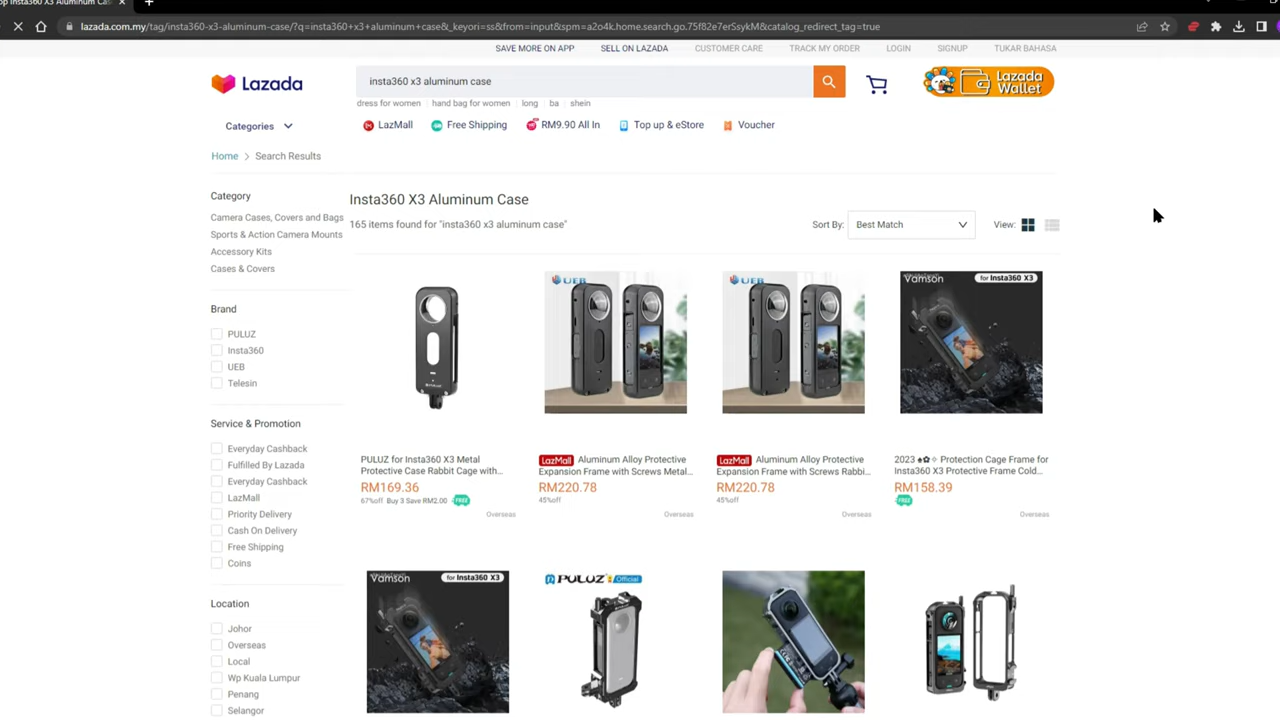 op Insta360 X3 Aluminum Cas
lazada.com.my/tag/insta360-x3-aluminum-case/?q=insta360+x3+aluminum+case&_keyori=ss&from=input&spm=a2o4k.home.search.go.75f82e7erSsykM&catalog_redirect_tag=true
SAVE MORE ON APP SELL ON LAZADA CUSTOMER CARE TRACK MY ORDER LOGIN SIGNUP TUKAR BAHASA
Lazada
insta360 x3 aluminum case
Lazada
Wallet
dress for women hand bag for women long ba shein
Categories
LazMall Free Shipping RM9.90 All In Top up & eStore Voucher
Home > Search Results
Category
Camera Cases, Covers and Bags
Sports & Action Camera Mounts
Accessory Kits
Cases & Covers
Brand
PULUZ
Insta360
UEB
Telesin
Service & Promotion
Everyday Cashback
Fulfilled By Lazada
Everyday Cashback
LazMall
Priority Delivery
Cash On Delivery
Free Shipping
Coins
Location
Johor
Overseas
Local
Wp Kuala Lumpur
Penang
Selangor
Insta360 X3 Aluminum Case
165 items found for "insta360 x3 aluminum case"
Sort By: Best Match View:
UEB
UEB
Vamson for Insta360 X3
PULUZ for Insta360 X3 Metal
Protective Case Rabbit Cage with...
RM169.36
67%off Buy 3 Save RM2.00 FREE
Overseas
LazMall Aluminum Alloy Protective
Expansion Frame with Screws Metal...
RM220.78
45%off
Overseas
LazMall Aluminum Alloy Protective
Expansion Frame with Screws Rabbi...
RM220.78
45%off
Overseas
2023 ♠✿✧ Protection Cage Frame for
Insta360 X3 Protective Frame Cold...
RM158.39
FREE
Overseas
Vamson for Insta360 X3
PULUZ Official